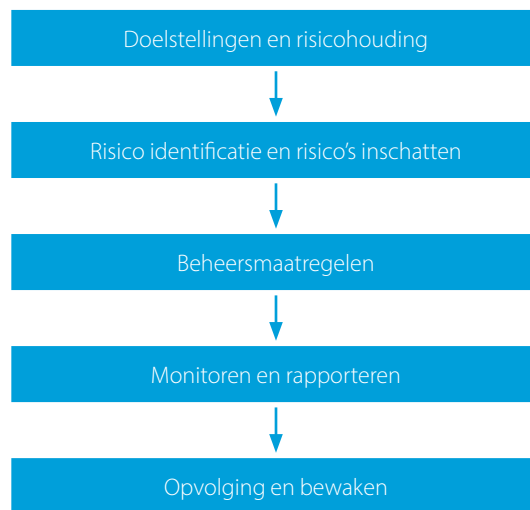 Doelstellingen en risicohouding
Risico identificatie en risico’s inschatten
Beheersmaatregelen
Monitoren en rapporteren
Opvolging en bewaken